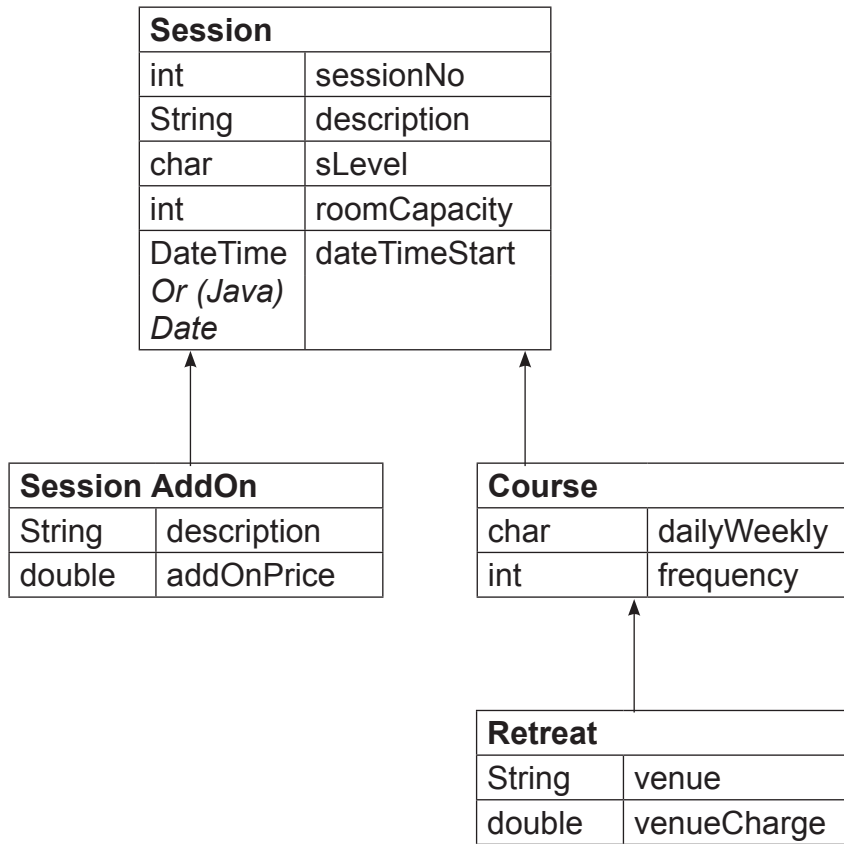 Session
int sessionNo
String description
char sLevel
int roomCapacity
DateTime dateTimeStart
Or (Java)
Date
Session AddOn
String description
double addOnPrice
Course
char dailyWeekly
int frequency
Retreat
String venue
double venueCharge